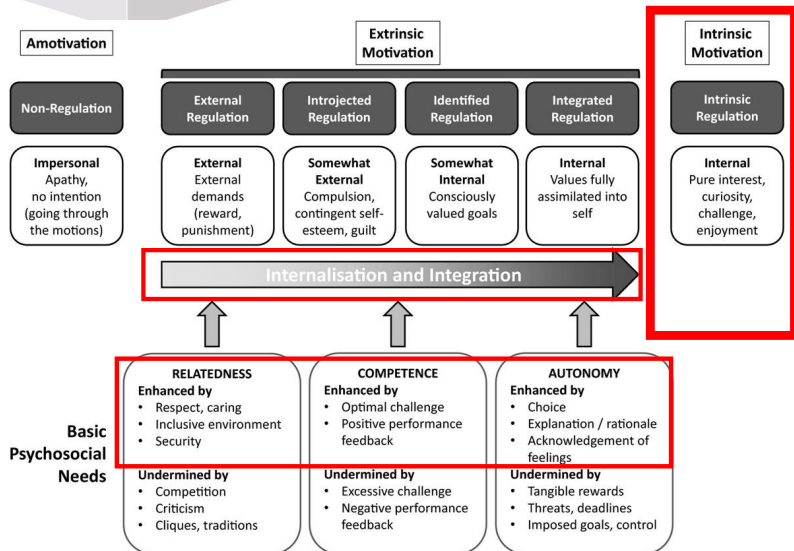 Amotivation
Extrinsic
Motivation
Intrinsic
Motivation
Non-Regulation
External
Regulation
Introjected
Regulation
Identified
Regulation
Integrated
Regulation
Intrinsic
Regulation
Impersonal
Apathy,
no intention
(going through
the motions)
External
External
demands
(reward,
punishment)
Somewhat
External
Compulsion,
contingent self-
esteem, guilt
Somewhat
Internal
Consciously
valued goals
Internal
Values fully
assimilated into
self
Internal
Pure interest,
curiosity,
challenge,
enjoyment
Internalisation and Integration
Basic
Psychosocial
Needs
RELATEDNESS
Enhanced by
• Respect, caring
• Inclusive environment
• Security
Undermined by
• Competition
• Criticism
• Cliques, traditions
COMPETENCE
Enhanced by
• Optimal challenge
• Positive performance
feedback
Undermined by
• Excessive challenge
• Negative performance
feedback
AUTONOMY
Enhanced by
• Choice
• Explanation / rationale
• Acknowledgement of
feelings
Undermined by
• Tangible rewards
• Threats, deadlines
• Imposed goals, control